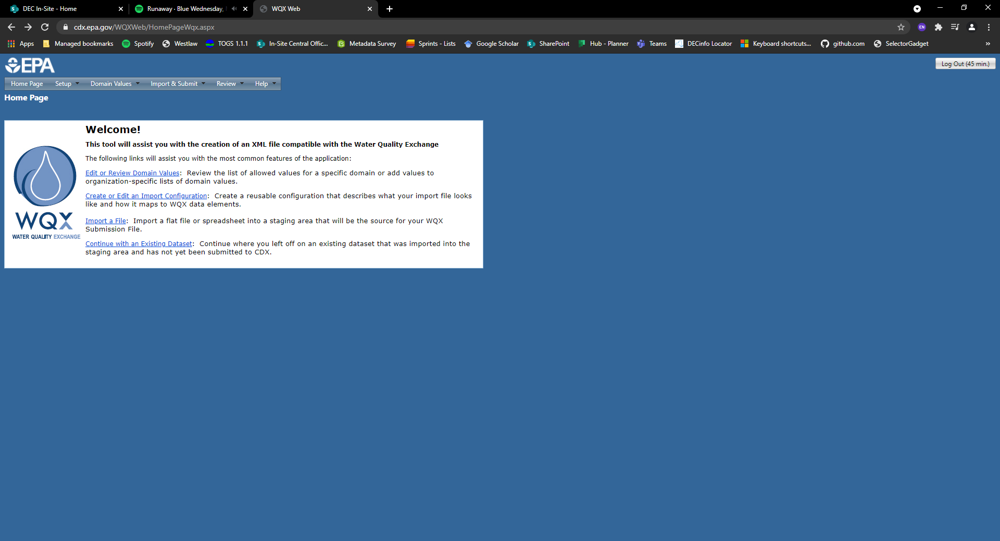 DEC In-Site - Home
Runaway · Blue Wednesday,
WQX Web
cdx.epa.gov/WQXWeb/HomePageWqx.aspx
EN
Apps Managed bookmarks Spotify Westlaw TOGS 1.1.1 In-Site Central Offic... Metadata Survey Sprints - Lists Google Scholar SharePoint Hub - Planner Teams DECinfo Locator Keyboard shortcuts... github.com SelectorGadget »
EPA
Log Out (45 min.)
Home Page Setup Domain Values Import & Submit Review Help
Home Page
Welcome!
This tool will assist you with the creation of an XML file compatible with the Water Quality Exchange
The following links will assist you with the most common features of the application:
Edit or Review Domain Values: Review the list of allowed values for a specific domain or add values to
organization-specific lists of domain values.
Create or Edit an Import Configuration: Create a reusable configuration that describes what your import file looks
like and how it maps to WQX data elements.
Import a File: Import a flat file or spreadsheet into a staging area that will be the source for your WQX
Submission File.
Continue with an Existing Dataset: Continue where you left off on an existing dataset that was imported into the
staging area and has not yet been submitted to CDX.
WQX
WATER QUALITY EXCHANGE